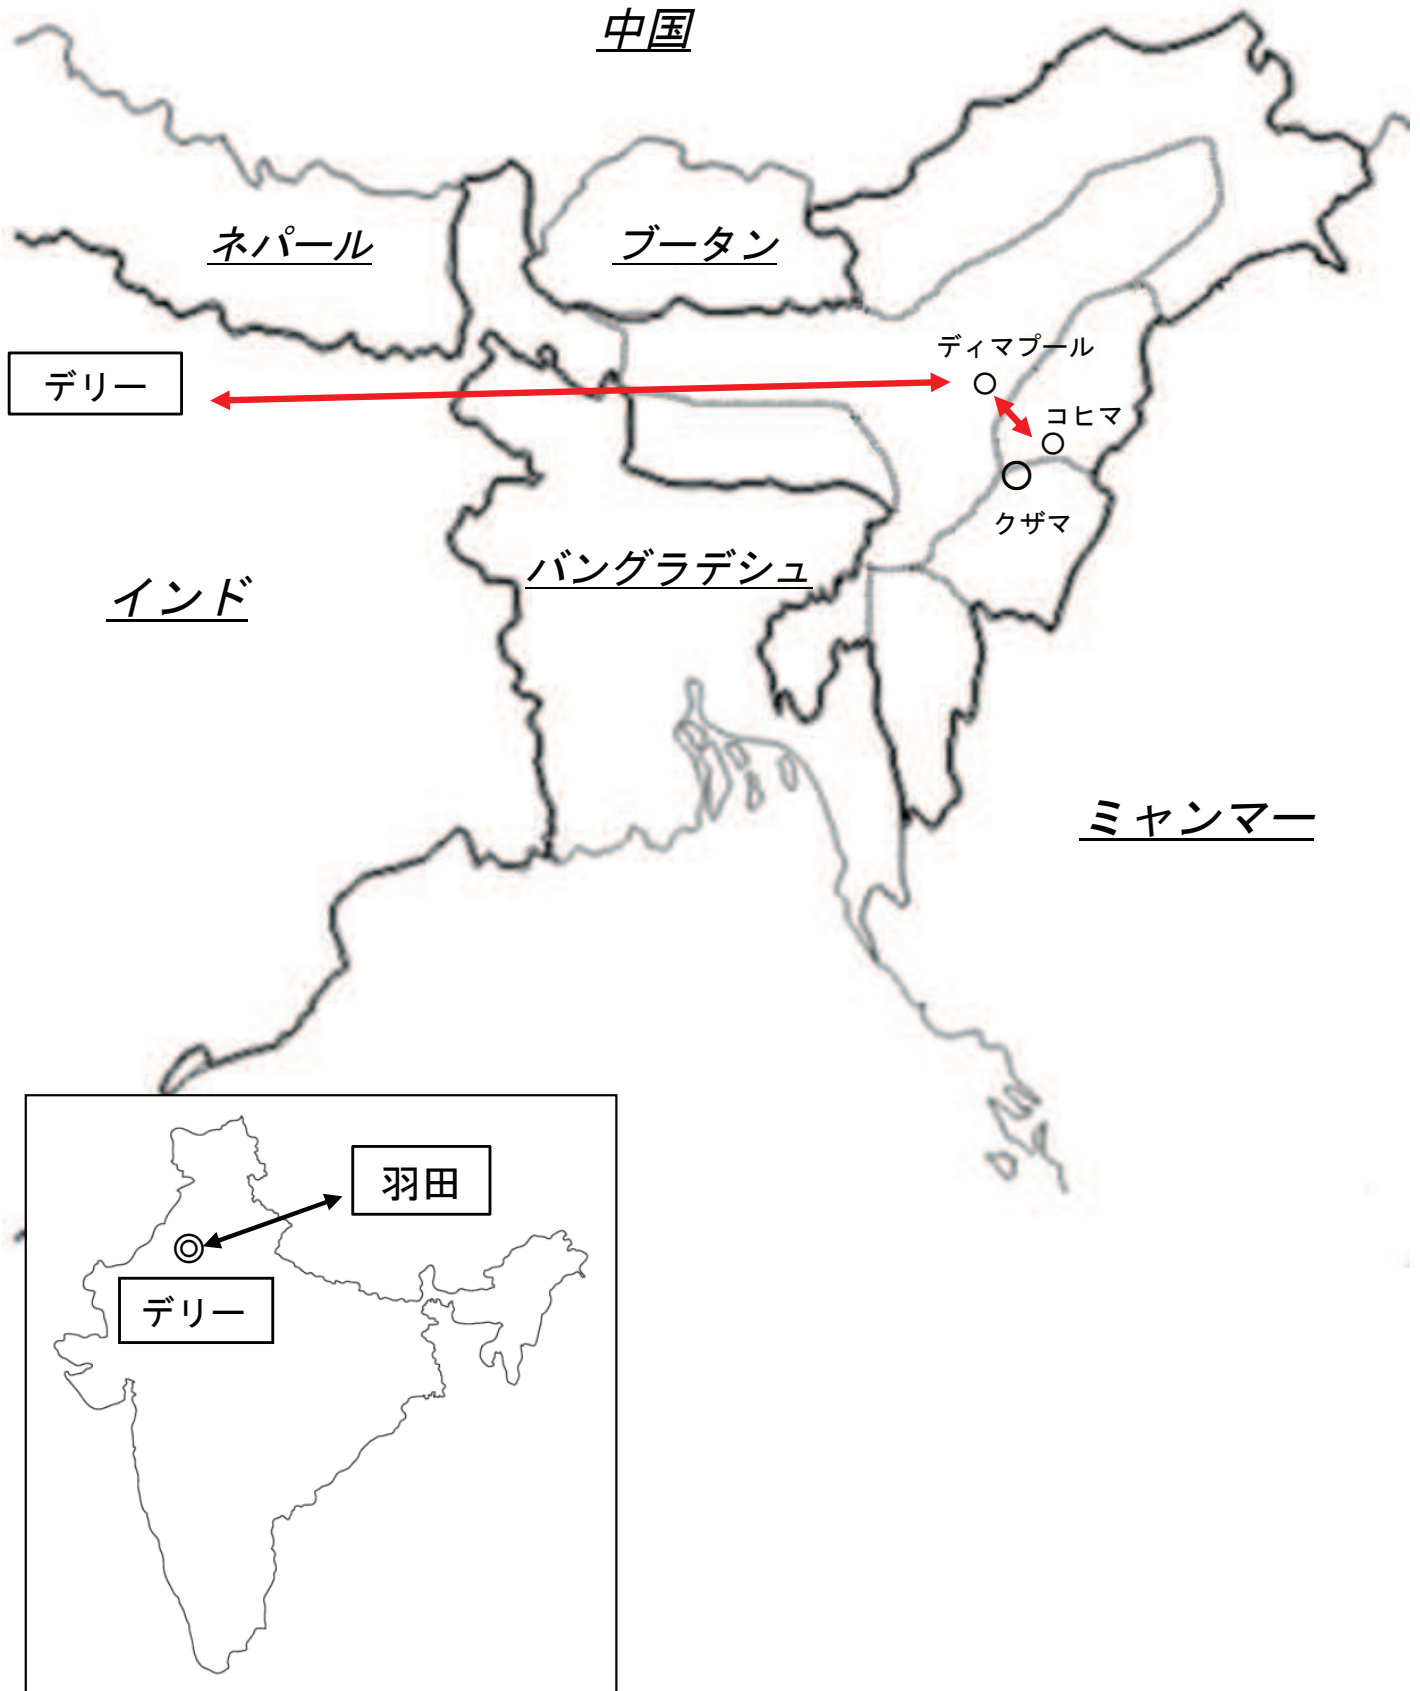 中国
ネパール
ブータン
ディマプール
デリー
コヒマ
クザマ
バングラデシュ
インド
ミャンマー
羽田
デリー